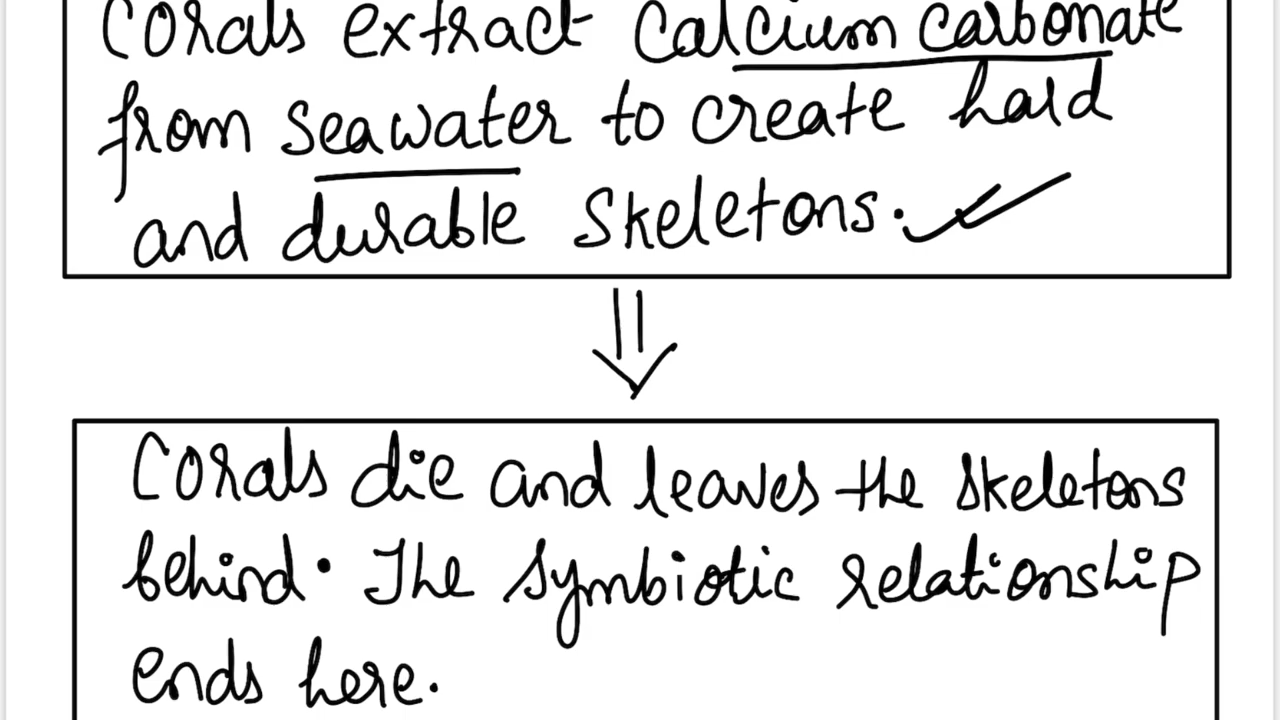 Corals extract Calcium carbonate
from seawater to create hard
and durable skeletons.
Corals die and leaves the skeletons
behind. The symbiotic relationship
ends here.